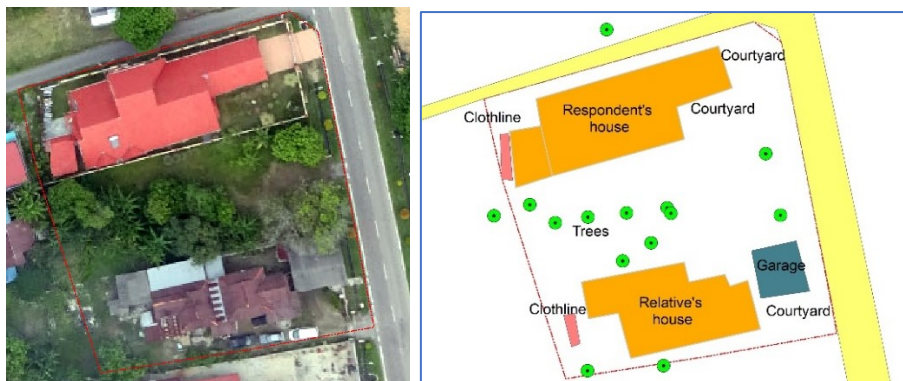 Courtyard
Clothline
Respondent's
house
Courtyard
Trees
Garage
Clothline
Relative's
house
Courtyard